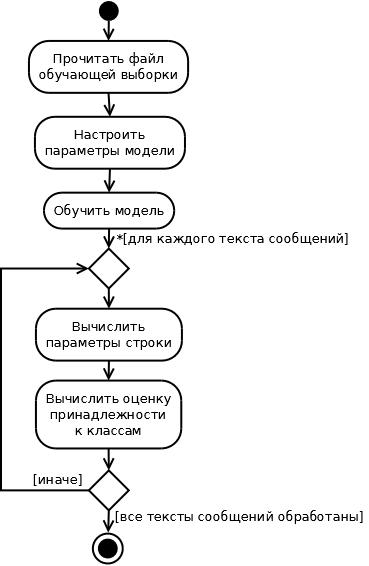 Прочитать файл
обучающей выборки
Настроить
параметры модели
Обучить модель
*[для каждого текста сообщений]
Вычислить
параметры строки
Вычислить оценку
принадлежности
к классам
[иначе]
[все тексты сообщений обработаны]